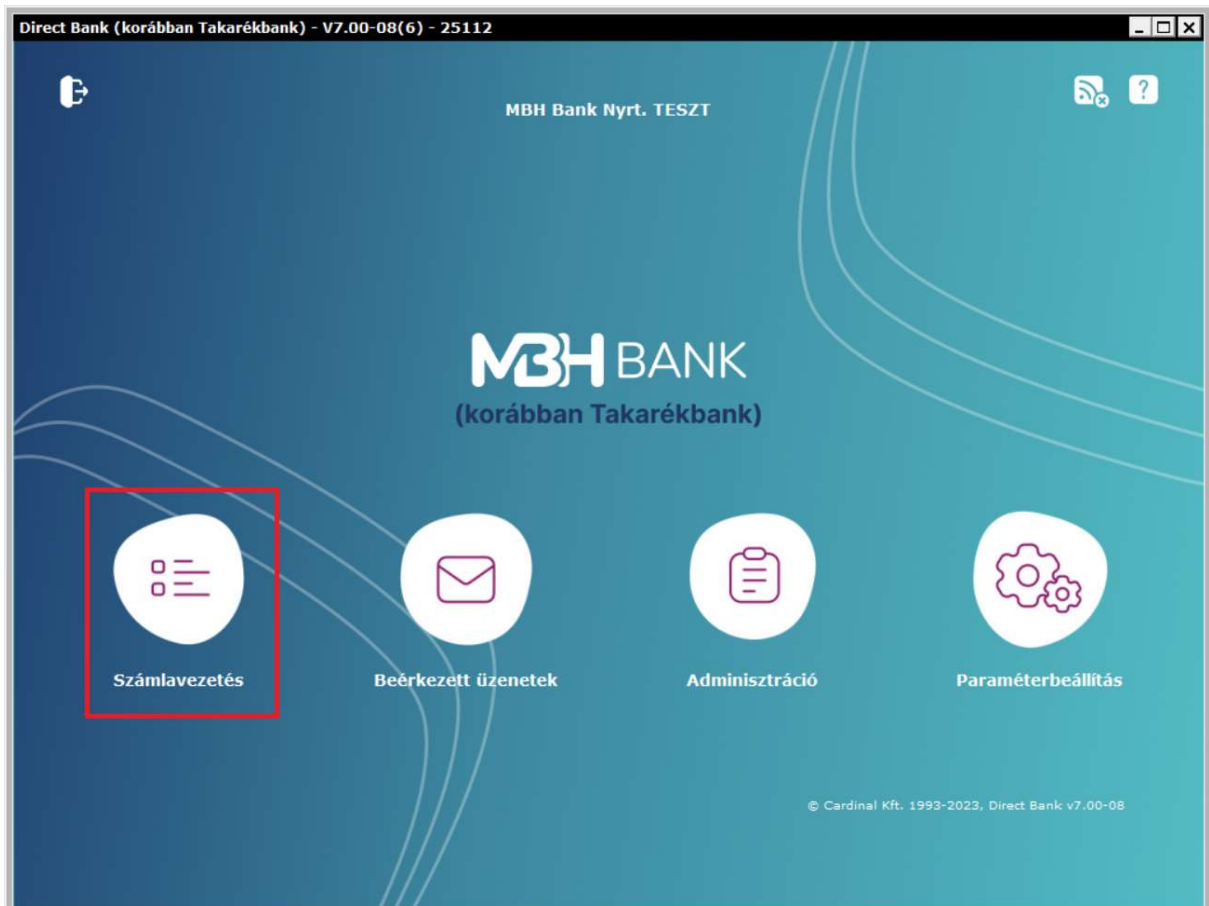 Direct Bank (korábban Takarékbank) - V7.00-08(6) - 25112
MBH Bank Nyrt. TESZT
?
MBH BANK
(korábban Takarékbank)
Számlavezetés
Beérkezett üzenetek
Adminisztráció
Paraméterbeállítás
© Cardinal Kft. 1993-2023, Direct Bank v7.00-08